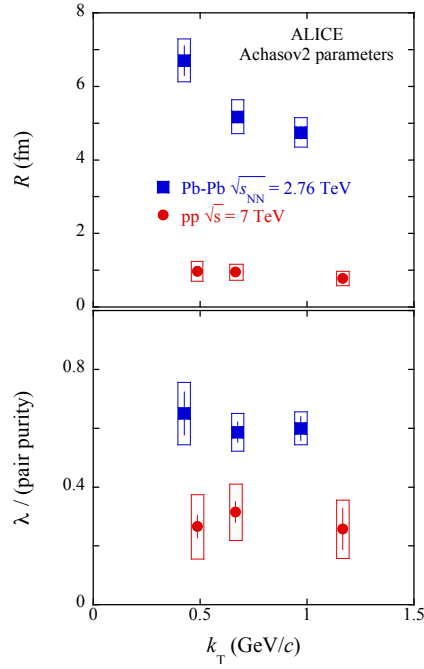 ALICE
Achasov2 parameters
8
6
4
2
0
R (fm)
Pb-Pb √sNN = 2.76 TeV
pp √s = 7 TeV
0.8
0.4
0
λ / (pair purity)
0 0.5 1 1.5
kT (GeV/c)